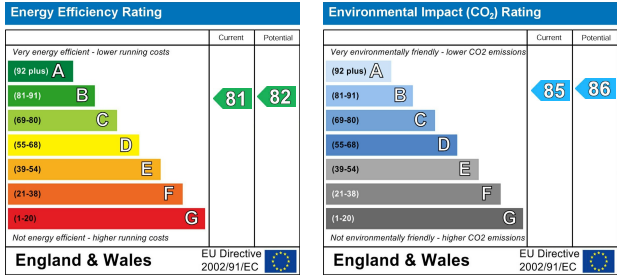 Energy Efficiency Rating
Current Potential
Very energy efficient - lower running costs
(92 plus) A
(81-91) B
(69-80) C
(55-68) D
(39-54) E
(21-38) F
(1-20) G
81 82
Not energy efficient - higher running costs
England & Wales
EU Directive
2002/91/EC
Environmental Impact (CO2) Rating
Current Potential
Very environmentally friendly - lower CO2 emissions
(92 plus) A
(81-91) B
(69-80) C
(55-68) D
(39-54) E
(21-38) F
(1-20) G
85 86
Not environmentally friendly - higher CO2 emissions
England & Wales
EU Directive
2002/91/EC